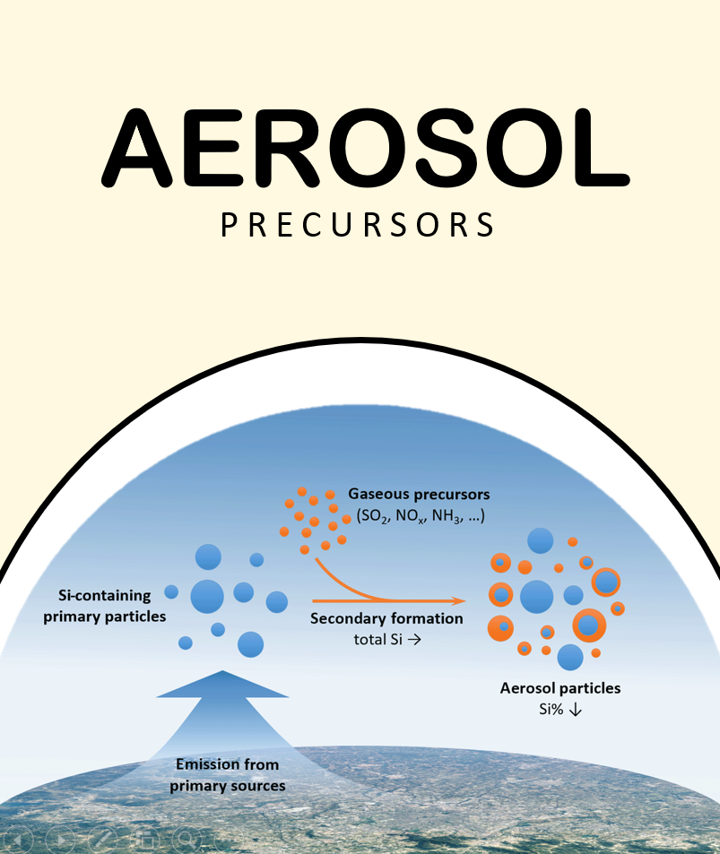 AEROSOL
PRECURSORS
Gaseous precursors
(SO₂, NOₓ, NH₃, ...)
Si-containing
primary particles
Secondary formation
total Si →
Aerosol particles
Si% ↓
Emission from
primary sources